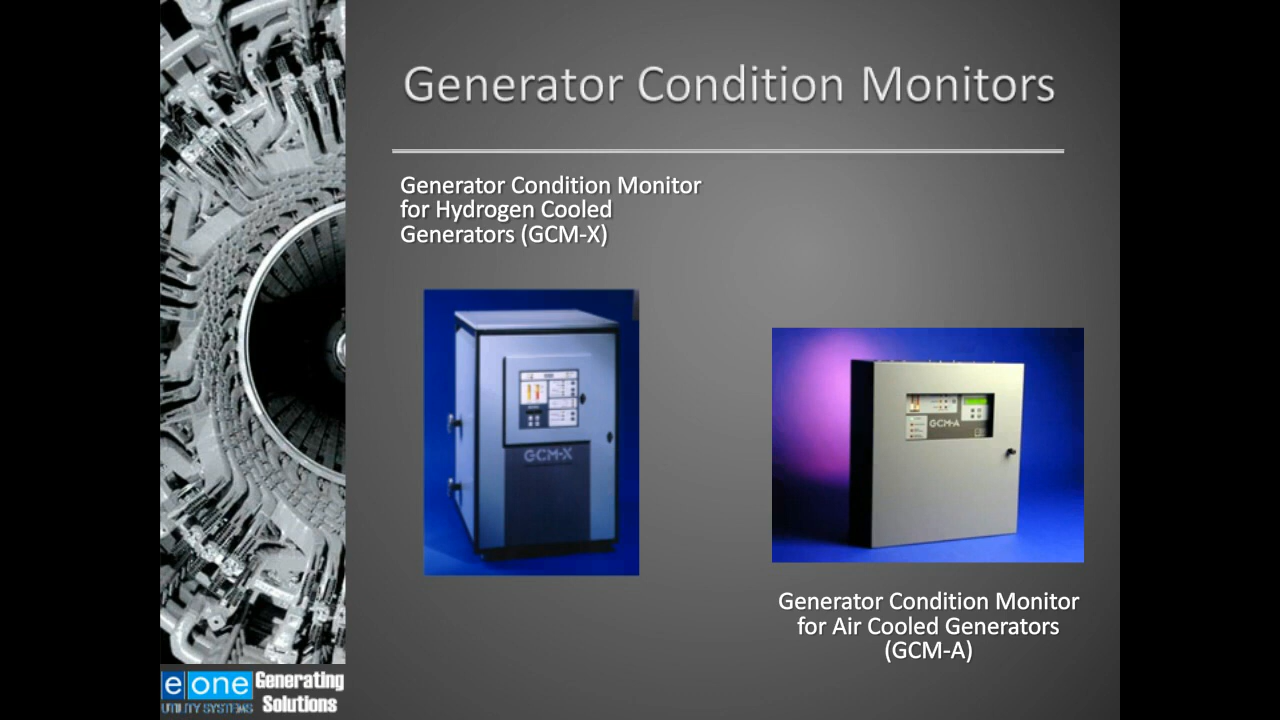 Generator Condition Monitors
Generator Condition Monitor
for Hydrogen Cooled
Generators (GCM-X)
GCM-X
GCM-A
Generator Condition Monitor
for Air Cooled Generators
(GCM-A)
e one
UTILITY SYSTEMS
Generating
Solutions